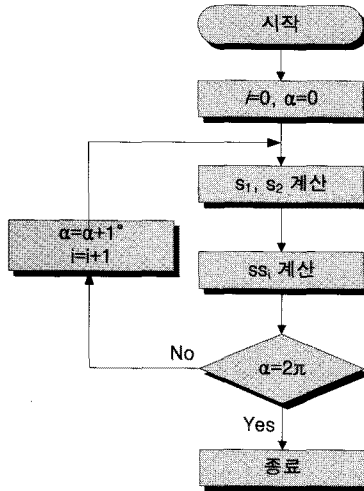 시작
i=0, α=0
s₁, s₂ 계산
α=α+1°
i=i+1
ssᵢ 계산
No
α=2π
Yes
종료